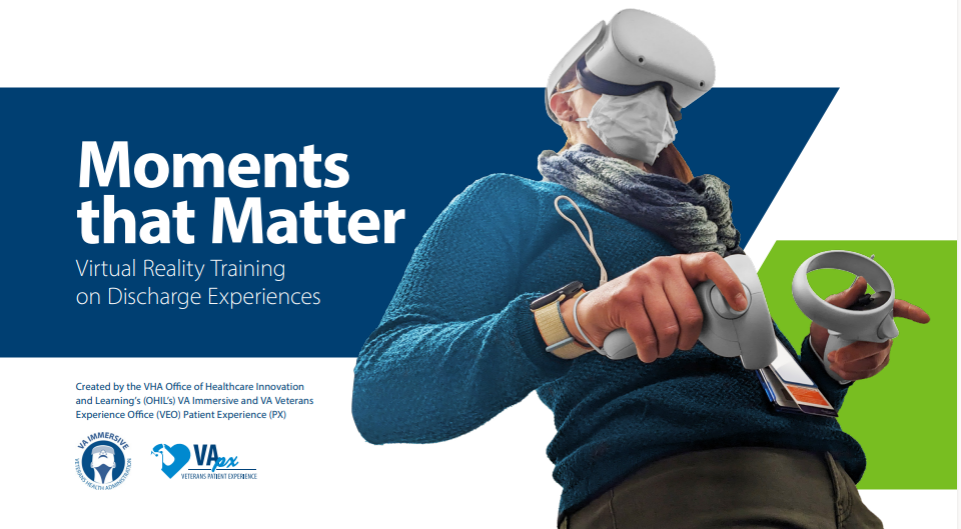 Moments
that Matter
Virtual Reality Training
on Discharge Experiences
Created by the VHA Office of Healthcare Innovation
and Learning's (OHIL's) VA Immersive and VA Veterans
Experience Office (VEO) Patient Experience (PX)
VA IMMERSIVE
VETERANS HEALTH ADMINISTRATION
VA px
VETERANS PATIENT EXPERIENCE